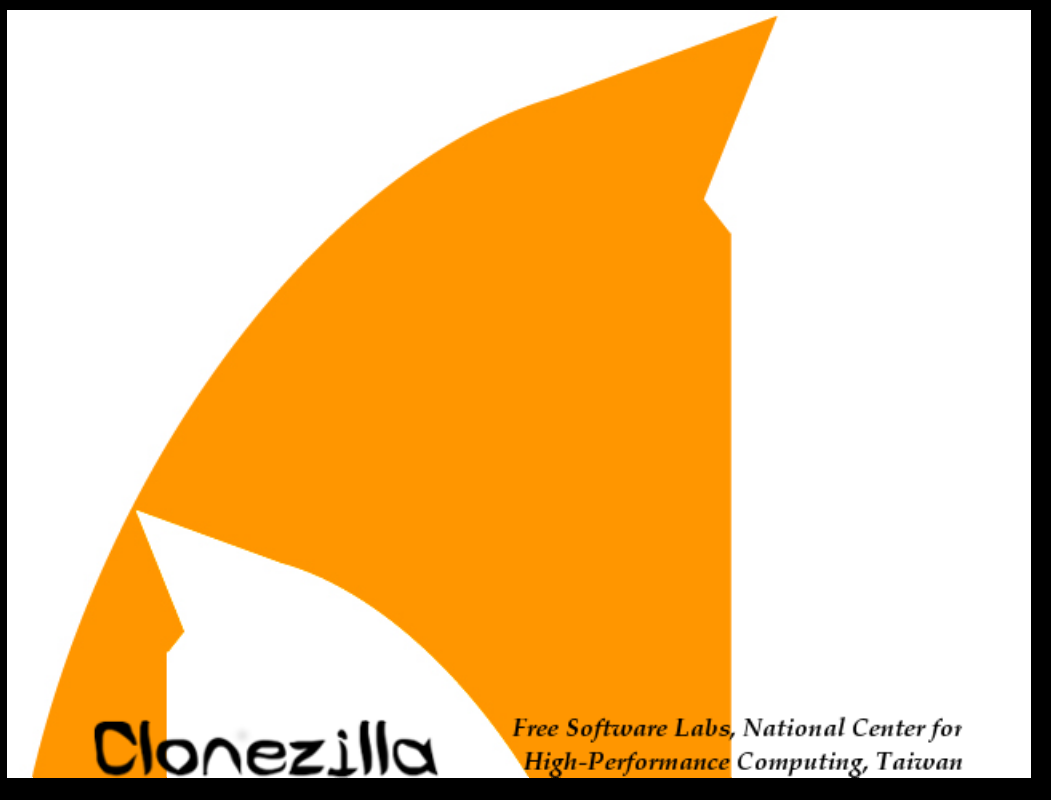 Clonezilla
Free Software Labs, National Center for
High-Performance Computing, Taiwan